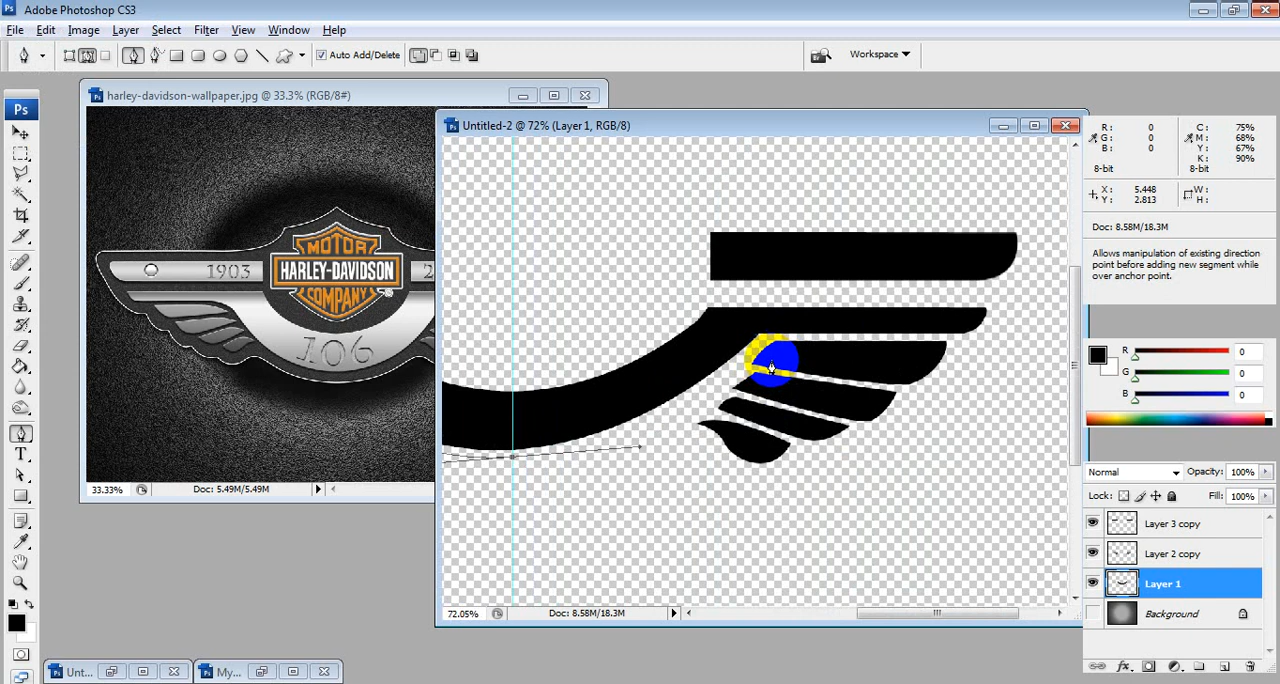 Ps Adobe Photoshop CS3
File Edit Image Layer Select Filter View Window Help
Auto Add/Delete
Workspace
Ps
harley-davidson-wallpaper.jpg @ 33.3% (RGB/8#)
Untitled-2 @ 72% (Layer 1, RGB/8)
R: 0 C: 75%
G: 0 M: 68%
B: 0 Y: 67%
K: 90%
8-bit 8-bit
X: 5.448 W:
Y: 2.813 H:
Doc: 8.58M/18.3M
Allows manipulation of existing direction
point before adding new segment while
over anchor point.
MOTOR
1903 HARLEY-DAVIDSON 2
COMPANY
106
R 0
G 0
B 0
Normal Opacity: 100%
Lock: Fill: 100%
Layer 3 copy
Layer 2 copy
Layer 1
Background
33.33% Doc: 5.49M/5.49M
72.05% Doc: 8.58M/18.3M
Unt... My...